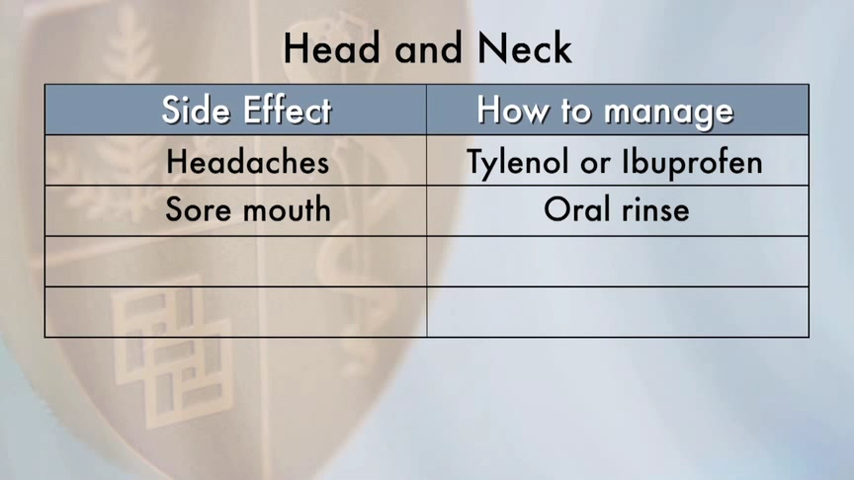 Head and Neck
Side Effect How to manage
Headaches Tylenol or Ibuprofen
Sore mouth Oral rinse